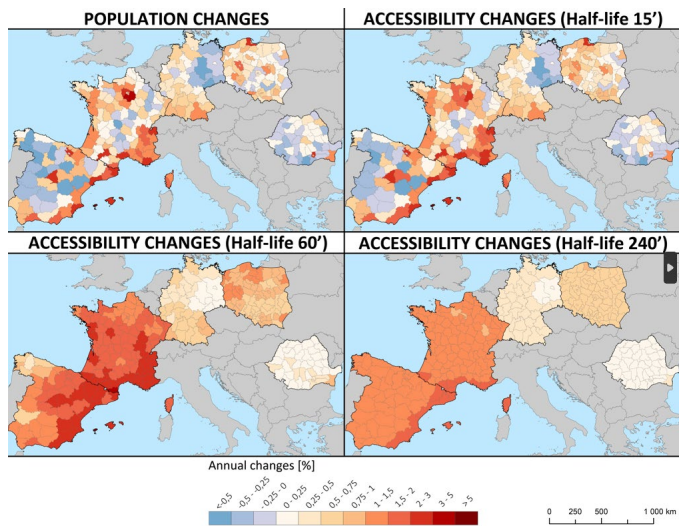 POPULATION CHANGES
ACCESSIBILITY CHANGES (Half-life 15')
ACCESSIBILITY CHANGES (Half-life 60’)
ACCESSIBILITY CHANGES (Half-life 240’)
Annual changes [%]
<-0,5
-0,5 - -0,25
0,25 - 0
0 - 0,25
0,25 - 0,5
0,5 - 0,75
0,75 - 1
1 - 1,5
1,5 - 2
2 - 3
3 - 5
> 5
0 250 500 1 000 km